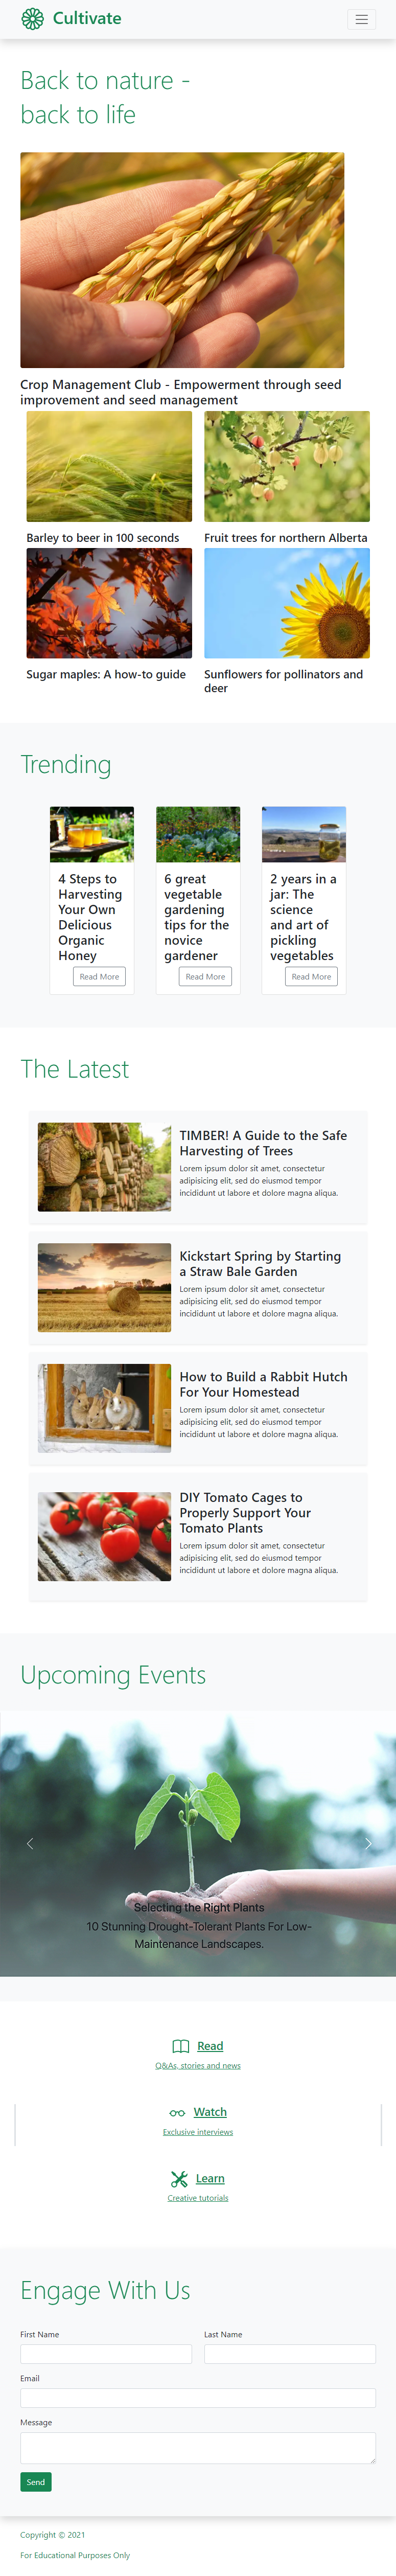 Cultivate
Back to nature -
back to life
Crop Management Club - Empowerment through seed
improvement and seed management
Barley to beer in 100 seconds
Fruit trees for northern Alberta
Sugar maples: A how-to guide
Sunflowers for pollinators and
deer
Trending
4 Steps to
Harvesting
Your Own
Delicious
Organic
Honey
Read More
6 great
vegetable
gardening
tips for the
novice
gardener
Read More
2 years in a
jar: The
science
and art of
pickling
vegetables
Read More
The Latest
TIMBER! A Guide to the Safe
Harvesting of Trees
Lorem ipsum dolor sit amet, consectetur
adipisicing elit, sed do eiusmod tempor
incididunt ut labore et dolore magna aliqua.
Kickstart Spring by Starting
a Straw Bale Garden
Lorem ipsum dolor sit amet, consectetur
adipisicing elit, sed do eiusmod tempor
incididunt ut labore et dolore magna aliqua.
How to Build a Rabbit Hutch
For Your Homestead
Lorem ipsum dolor sit amet, consectetur
adipisicing elit, sed do eiusmod tempor
incididunt ut labore et dolore magna aliqua.
DIY Tomato Cages to
Properly Support Your
Tomato Plants
Lorem ipsum dolor sit amet, consectetur
adipisicing elit, sed do eiusmod tempor
incididunt ut labore et dolore magna aliqua.
Upcoming Events
Selecting the Right Plants
10 Stunning Drought-Tolerant Plants For Low-
Maintenance Landscapes.
Read
Q&As, stories and news
Watch
Exclusive interviews
Learn
Creative tutorials
Engage With Us
First Name
Last Name
Email
Message
Send
Copyright © 2021
For Educational Purposes Only